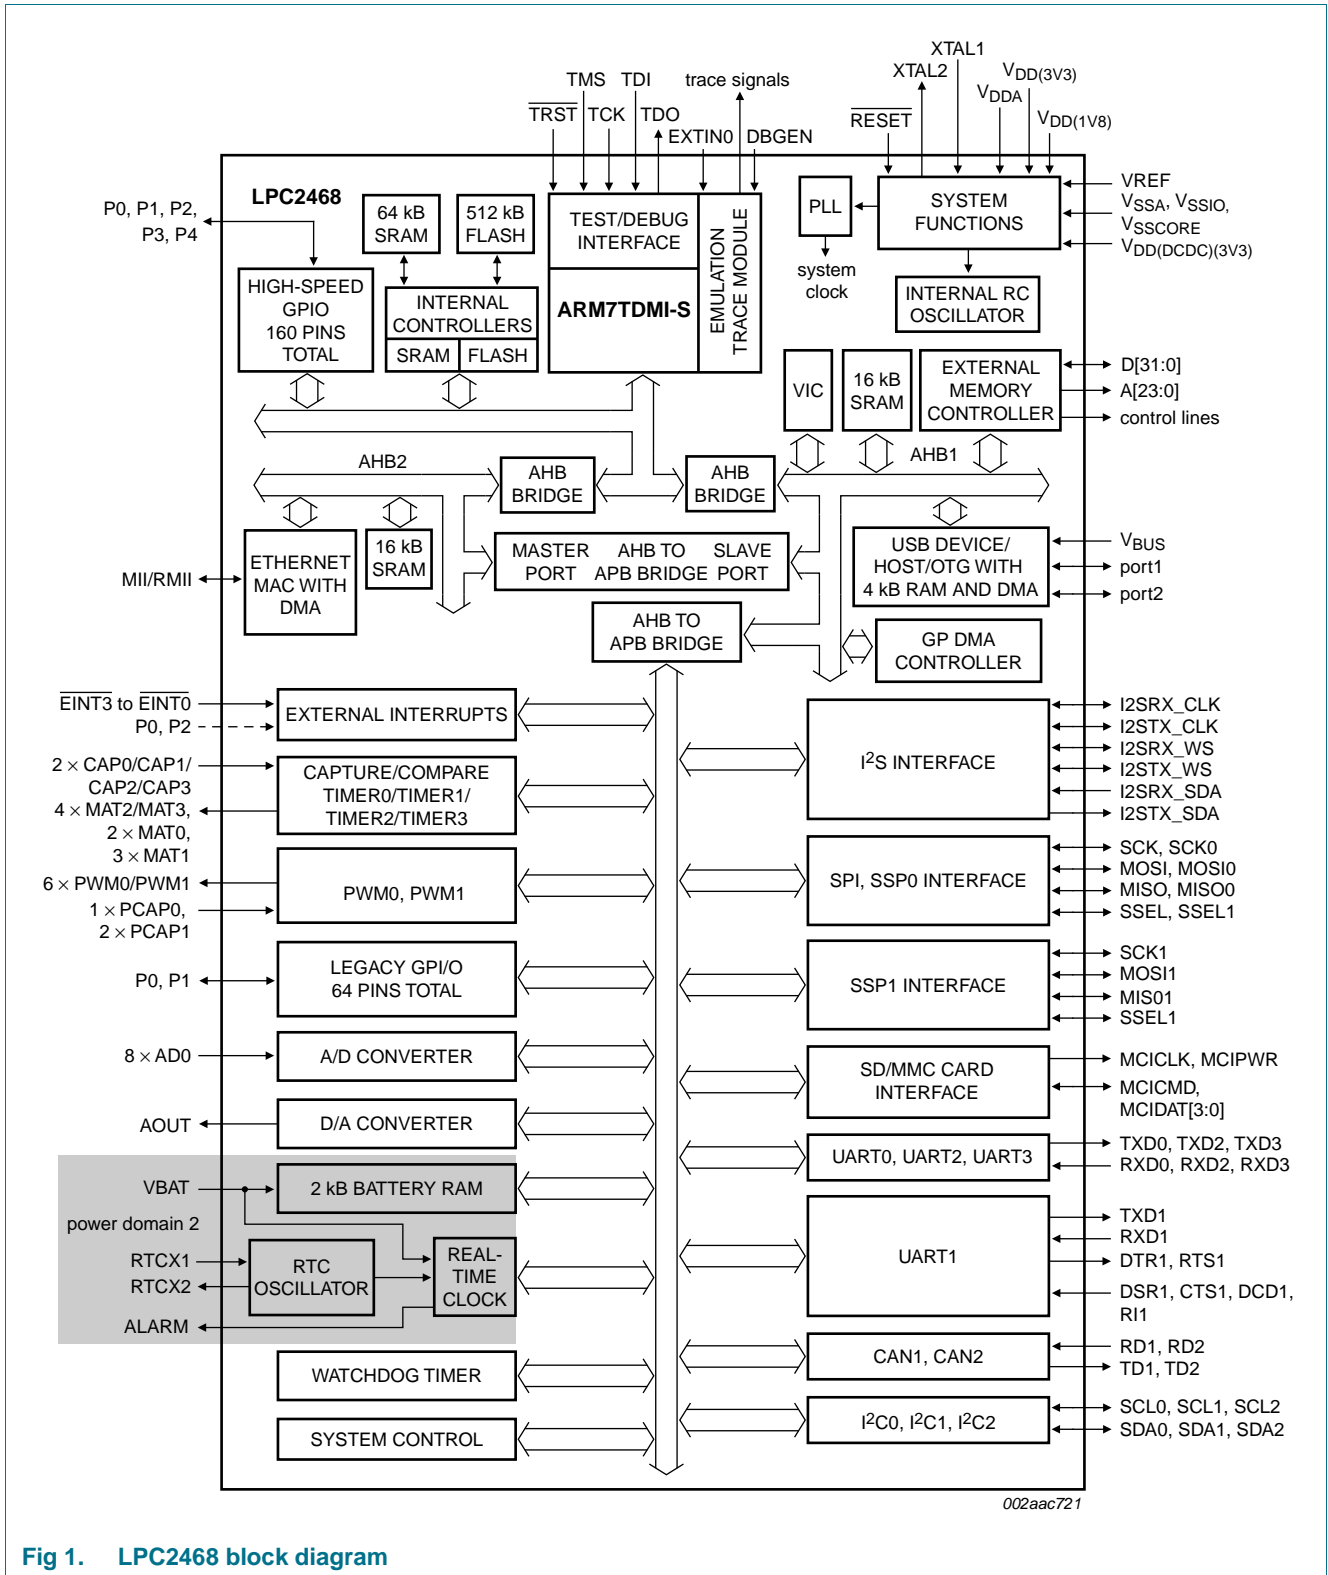 XTAL1
XTAL2
VDD(3V3)
VDDA
VDD(1V8)
RESET
TMS
TDI
trace signals
TRST
TCK
TDO
EXTIN0
DBGEN
LPC2468
P0, P1, P2,
P3, P4
64 kB
SRAM
512 kB
FLASH
TEST/DEBUG
INTERFACE
EMULATION
TRACE MODULE
PLL
SYSTEM
FUNCTIONS
VREF
VSSA, VSSIO,
VSSCORE
VDD(DCDC)(3V3)
system
clock
HIGH-SPEED
GPIO
160 PINS
TOTAL
INTERNAL
CONTROLLERS
SRAM
FLASH
ARM7TDMI-S
INTERNAL RC
OSCILLATOR
VIC
16 kB
SRAM
EXTERNAL
MEMORY
CONTROLLER
D[31:0]
A[23:0]
control lines
AHB2
AHB
BRIDGE
AHB
BRIDGE
AHB1
MII/RMII
ETHERNET
MAC WITH
DMA
16 kB
SRAM
MASTER
PORT
AHB TO
APB BRIDGE
SLAVE
PORT
USB DEVICE/
HOST/OTG WITH
4 kB RAM AND DMA
VBUS
port1
port2
AHB TO
APB BRIDGE
GP DMA
CONTROLLER
EINT3 to EINT0
P0, P2
EXTERNAL INTERRUPTS
2 × CAP0/CAP1/
CAP2/CAP3
4 × MAT2/MAT3,
2 × MAT0,
3 × MAT1
CAPTURE/COMPARE
TIMER0/TIMER1/
TIMER2/TIMER3
6 × PWM0/PWM1
1 × PCAP0,
2 × PCAP1
PWM0, PWM1
P0, P1
LEGACY GPI/O
64 PINS TOTAL
8 × AD0
A/D CONVERTER
AOUT
D/A CONVERTER
VBAT
2 kB BATTERY RAM
power domain 2
RTCX1
RTCX2
RTC
OSCILLATOR
REAL-
TIME
CLOCK
ALARM
WATCHDOG TIMER
SYSTEM CONTROL
I2S INTERFACE
I2SRX_CLK
I2STX_CLK
I2SRX_WS
I2STX_WS
I2SRX_SDA
I2STX_SDA
SPI, SSP0 INTERFACE
SCK, SCK0
MOSI, MOSI0
MISO, MISO0
SSEL, SSEL1
SSP1 INTERFACE
SCK1
MOSI1
MIS01
SSEL1
SD/MMC CARD
INTERFACE
MCICLK, MCIPWR
MCICMD,
MCIDAT[3:0]
UART0, UART2, UART3
TXD0, TXD2, TXD3
RXD0, RXD2, RXD3
UART1
TXD1
RXD1
DTR1, RTS1
DSR1, CTS1, DCD1,
RI1
CAN1, CAN2
RD1, RD2
TD1, TD2
I2C0, I2C1, I2C2
SCL0, SCL1, SCL2
SDA0, SDA1, SDA2
002aac721
Fig 1. LPC2468 block diagram